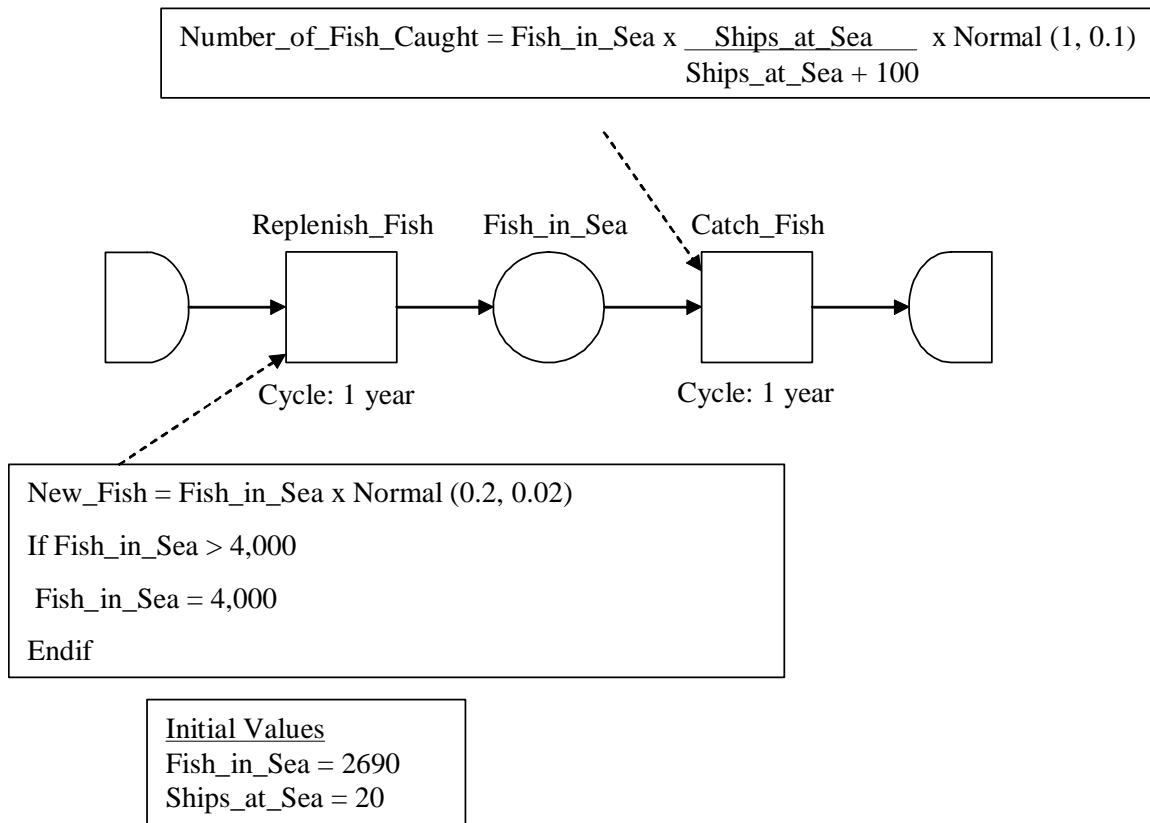 Number_of_Fish_Caught = Fish_in_Sea x Ships_at_Sea x Normal (1, 0.1)
Ships_at_Sea + 100
Replenish_Fish Fish_in_Sea Catch_Fish
Cycle: 1 year Cycle: 1 year
New_Fish = Fish_in_Sea x Normal (0.2, 0.02)
If Fish_in_Sea > 4,000
Fish_in_Sea = 4,000
Endif
Initial Values
Fish_in_Sea = 2690
Ships_at_Sea = 20